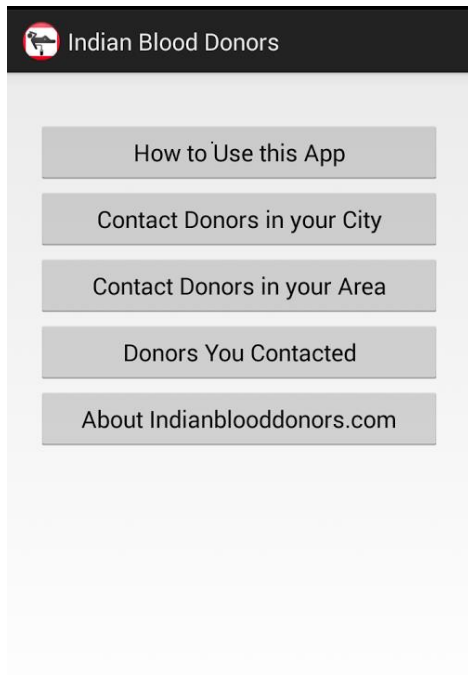 Indian Blood Donors
How to Use this App
Contact Donors in your City
Contact Donors in your Area
Donors You Contacted
About Indianblooddonors.com